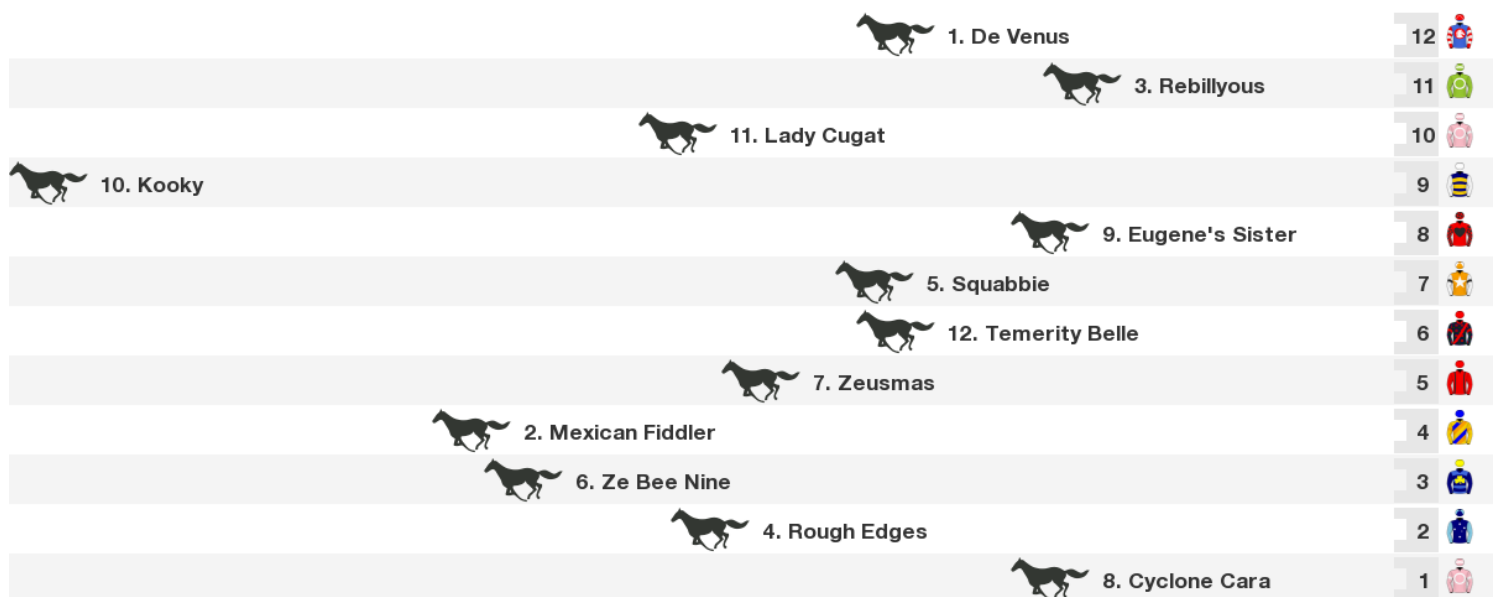 1. De Venus 12
3. Rebillyous 11
11. Lady Cugat 10
10. Kooky 9
9. Eugene's Sister 8
5. Squabbie 7
12. Temerity Belle 6
7. Zeusmas 5
2. Mexican Fiddler 4
6. Ze Bee Nine 3
4. Rough Edges 2
8. Cyclone Cara 1